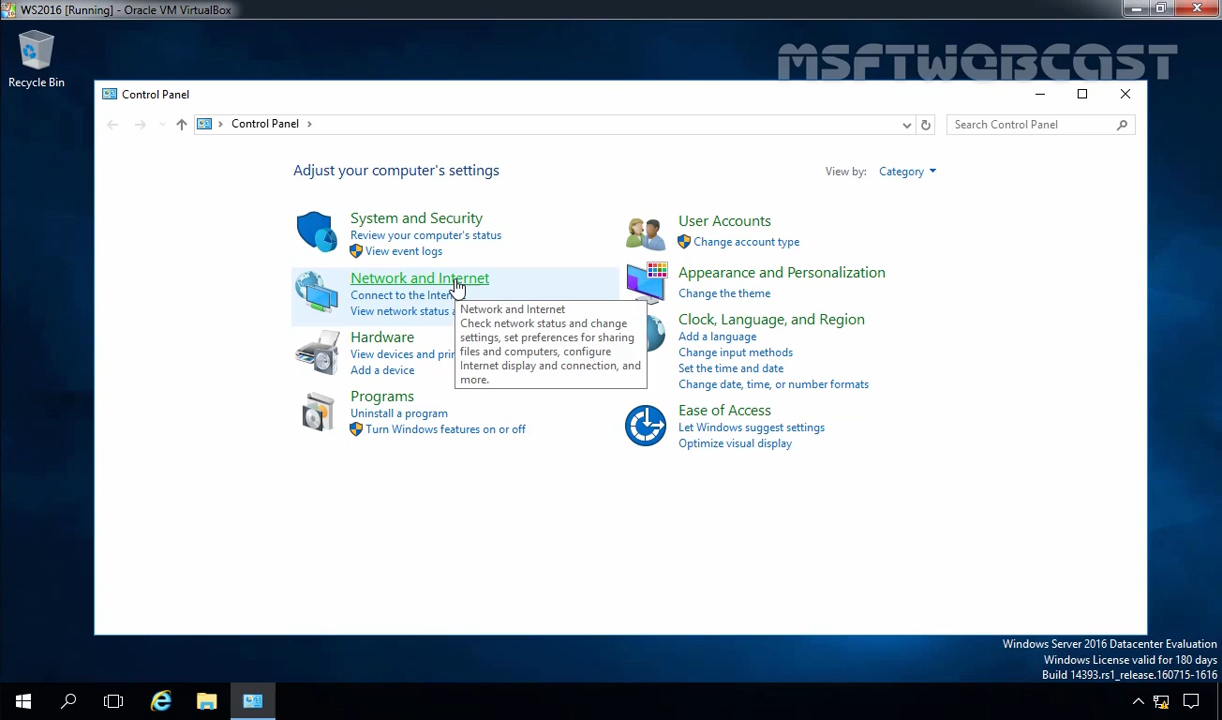 WS2016 [Running] - Oracle VM VirtualBox
MSFTWEBCAST
Recycle Bin
Control Panel
Control Panel
Search Control Panel
Adjust your computer's settings
View by:
Category
System and Security
Review your computer's status
View event logs
Network and Internet
Connect to the
View network status
Network and Internet
Check network status and change
settings, set preferences for sharing
files and computers, configure
Internet display and connection, and
more.
Hardware
View devices and
Add a device
Programs
Uninstall a program
Turn Windows features on or off
User Accounts
Change account type
Appearance and Personalization
Change the theme
Clock, Language, and Region
Add a language
Change input methods
Set the time and date
Change date, time, or number formats
Ease of Access
Let Windows suggest settings
Optimize visual display
Windows Server 2016 Datacenter Evaluation
Windows License valid for 180 days
Build 14393.rs1_release.160715-1616